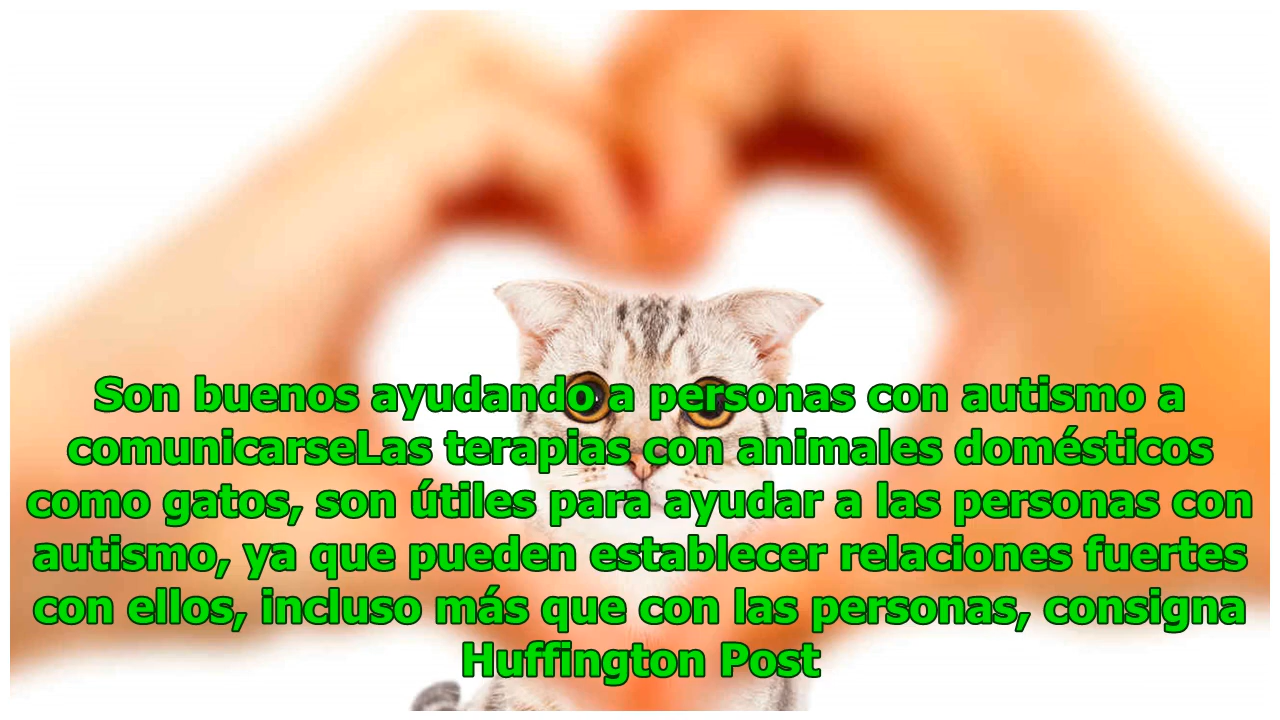 Son buenos ayudando a personas con autismo a
comunicarseLas terapias con animales domésticos
como gatos, son útiles para ayudar a las personas con
autismo, ya que pueden establecer relaciones fuertes
con ellos, incluso más que con las personas, consigna
Huffington Post